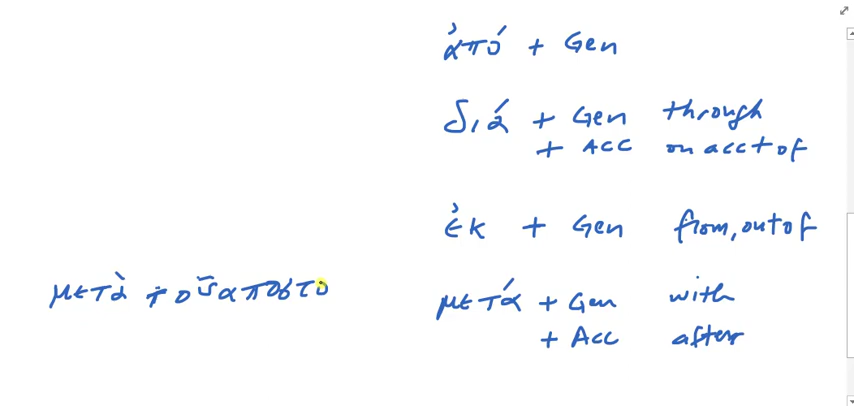 ἀπό + Gen
διά + Gen through
+ Acc on acct of
ἐκ + Gen from, out of
μετὰ τοῦ αποστο
μετά + Gen with
+ Acc after